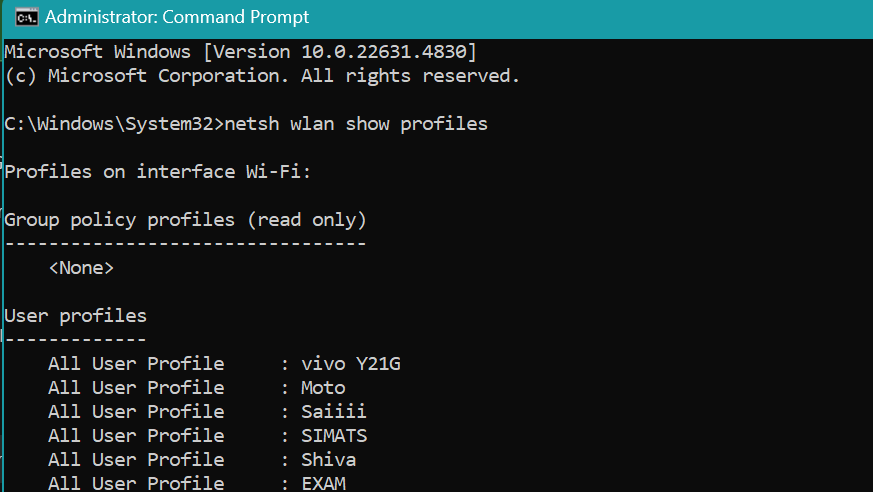 Administrator: Command Prompt
Microsoft Windows [Version 10.0.22631.4830]
(c) Microsoft Corporation. All rights reserved.
C:\Windows\System32>netsh wlan show profiles
Profiles on interface Wi-Fi:
Group policy profiles (read only)
---------------------------------
    <None>
User profiles
-------------
    All User Profile     : vivo Y21G
    All User Profile     : Moto
    All User Profile     : Saiiii
    All User Profile     : SIMATS
    All User Profile     : Shiva
    All User Profile     : EXAM